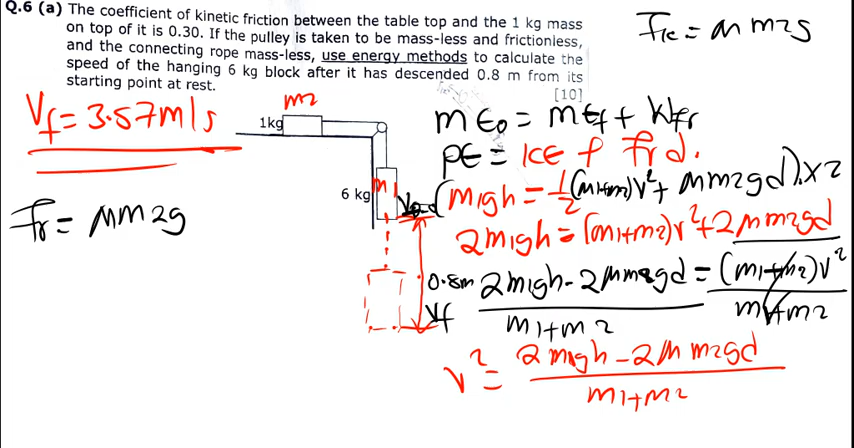 Q.6 (a) The coefficient of kinetic friction between the table top and the 1 kg mass
on top of it is 0.30. If the pulley is taken to be mass-less and frictionless,
and the connecting rope mass-less, use energy methods to calculate the
speed of the hanging 6 kg block after it has descended 0.8 m from its
starting point at rest.
[10]
Vf = 3.57m/s
fr = μm2g
m2
1kg
6 kg
m1
0.8m
Vf
mE0 = mEf + Wfr
PE = KE + fr d.
(m1gh = 1/2(m1+m2)v² + μm2gd) x 2
2m1gh = (m1+m2)v² + 2μm2gd
2m1gh - 2μm2gd = (m1+m2)v²
m1+m2 m1+m2
v² = 2m1gh - 2μm2gd
m1+m2